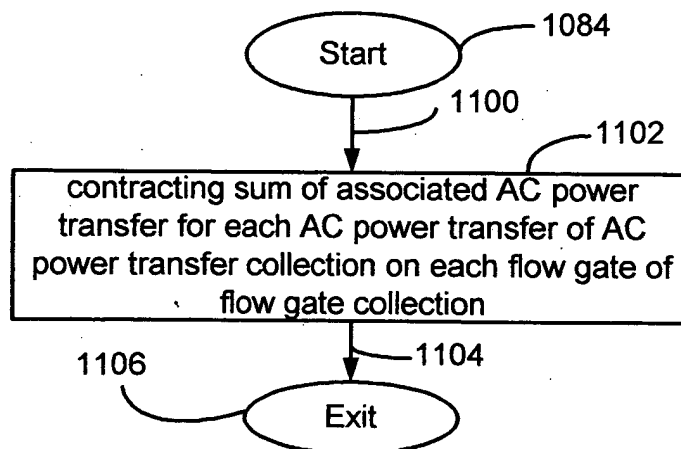 1084
Start
1100
1102
contracting sum of associated AC power
transfer for each AC power transfer of AC
power transfer collection on each flow gate of
flow gate collection
1104
1106
Exit